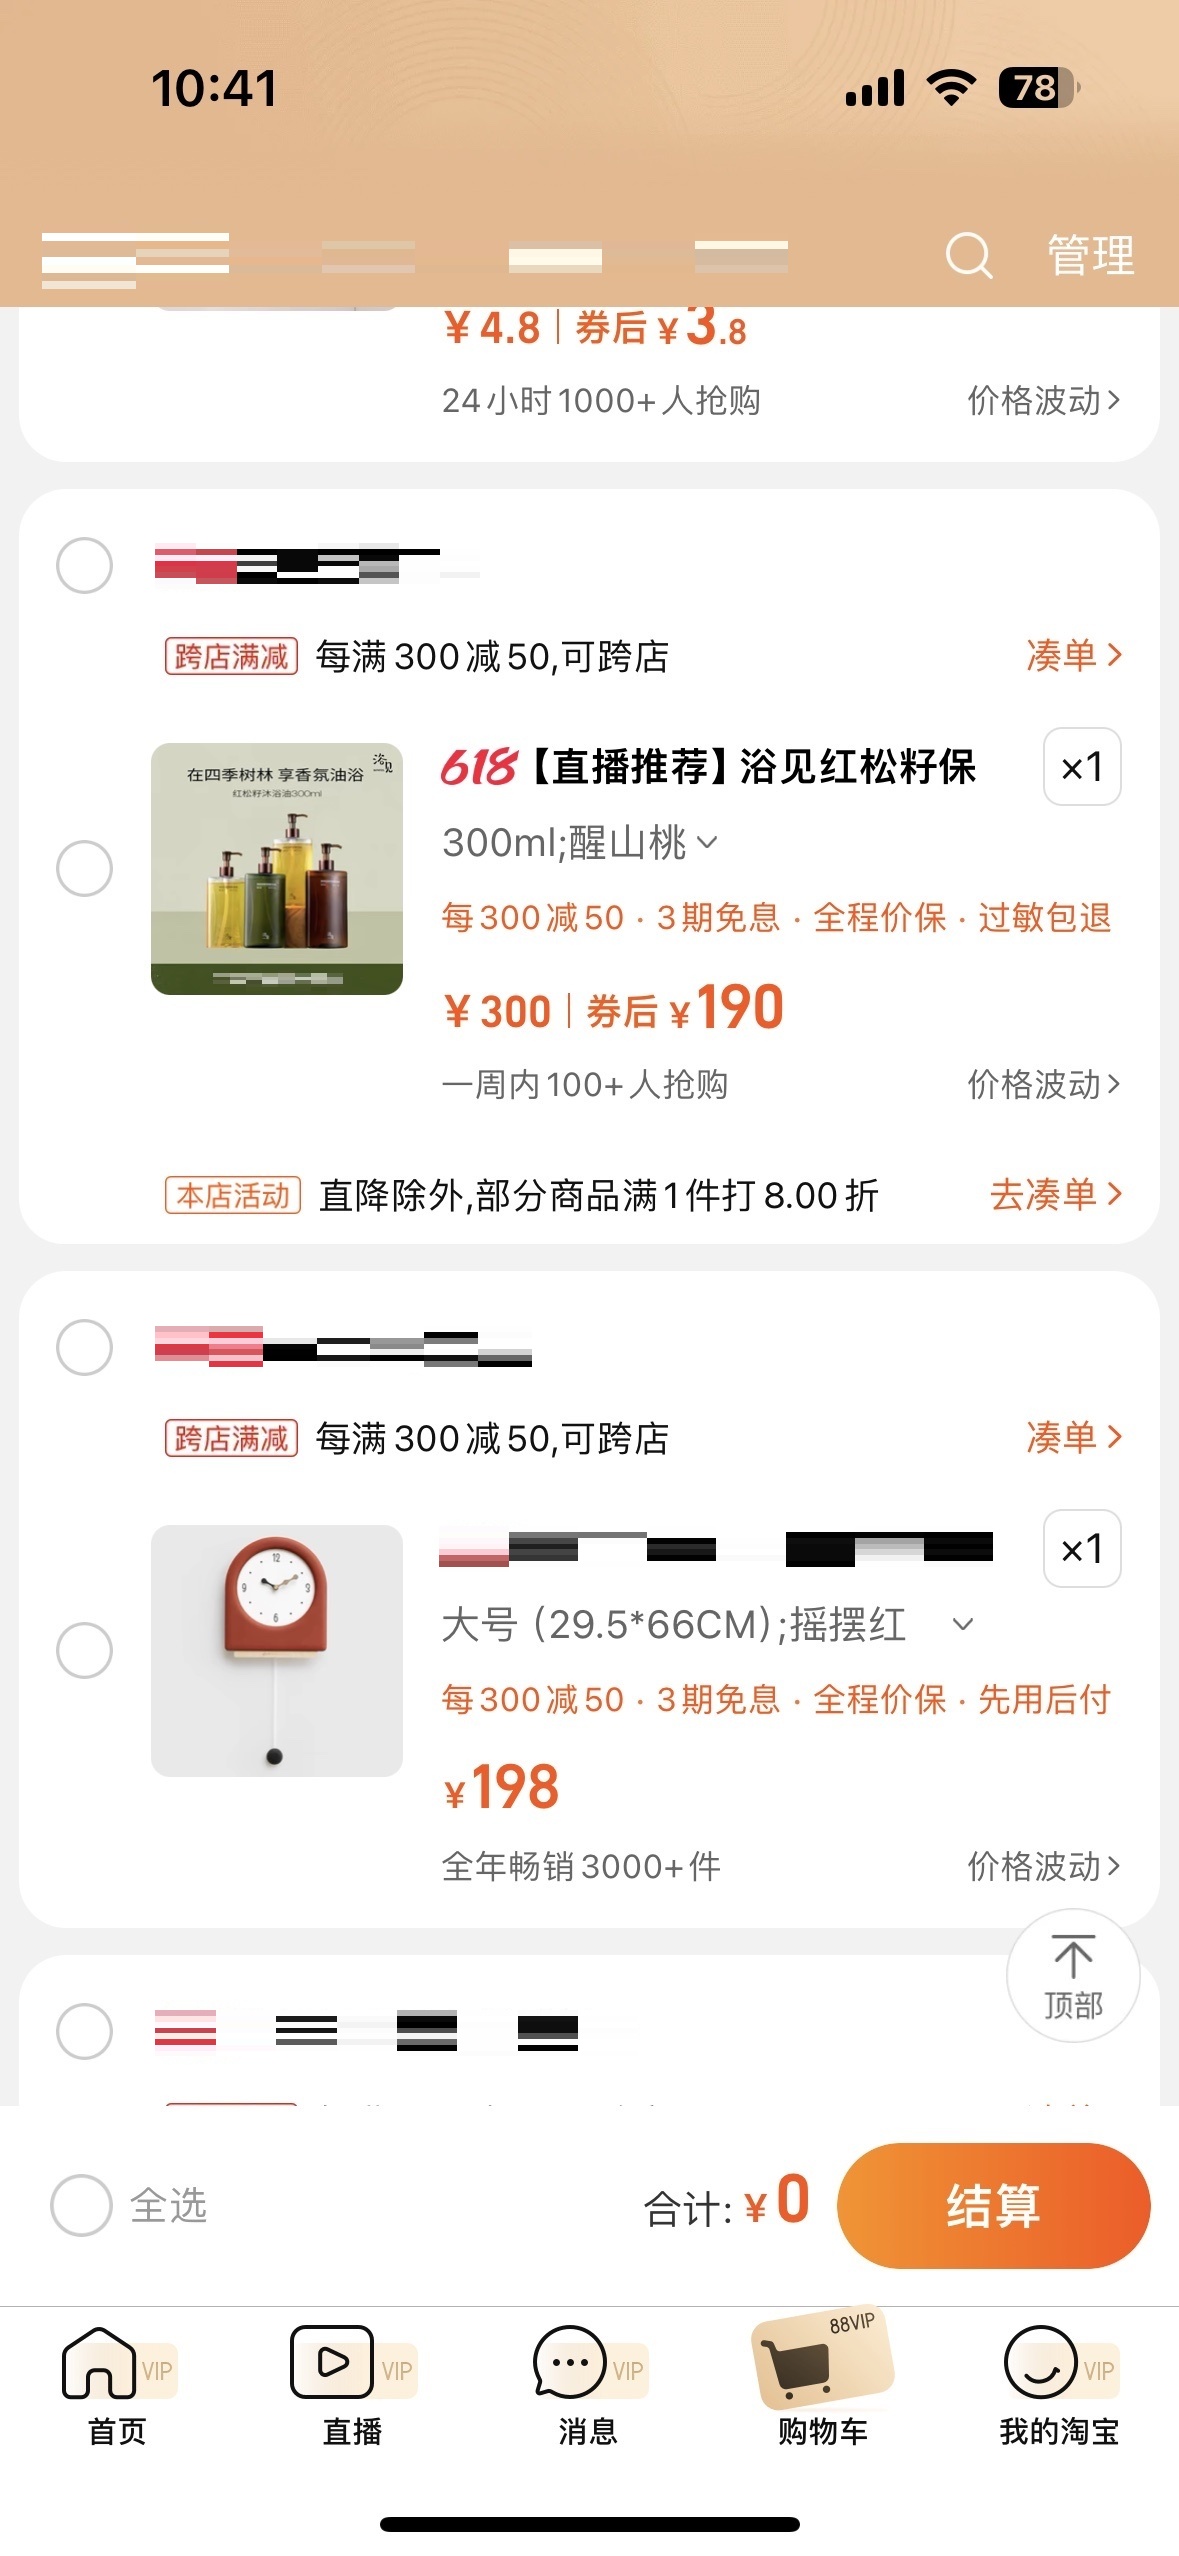 10:41
78
管理
¥4.8 | 券后 ¥3.8
24小时1000+人抢购
价格波动
跨店满减 每满300减50,可跨店
凑单
在四季树林 享香氛油浴
浴见
红松籽沐浴油300ml
618【直播推荐】浴见红松籽保
×1
300ml;醒山桃
每300减50 · 3期免息 · 全程价保 · 过敏包退
¥300 | 券后 ¥190
一周内100+人抢购
价格波动
本店活动 直降除外,部分商品满1件打8.00折
去凑单
跨店满减 每满300减50,可跨店
凑单
12
9 3
6
×1
大号 (29.5*66CM);摇摆红
每300减50 · 3期免息 · 全程价保 · 先用后付
¥198
全年畅销3000+件
价格波动
顶部
全选
合计: ¥0
结算
VIP
VIP
VIP
88VIP
VIP
首页
直播
消息
购物车
我的淘宝